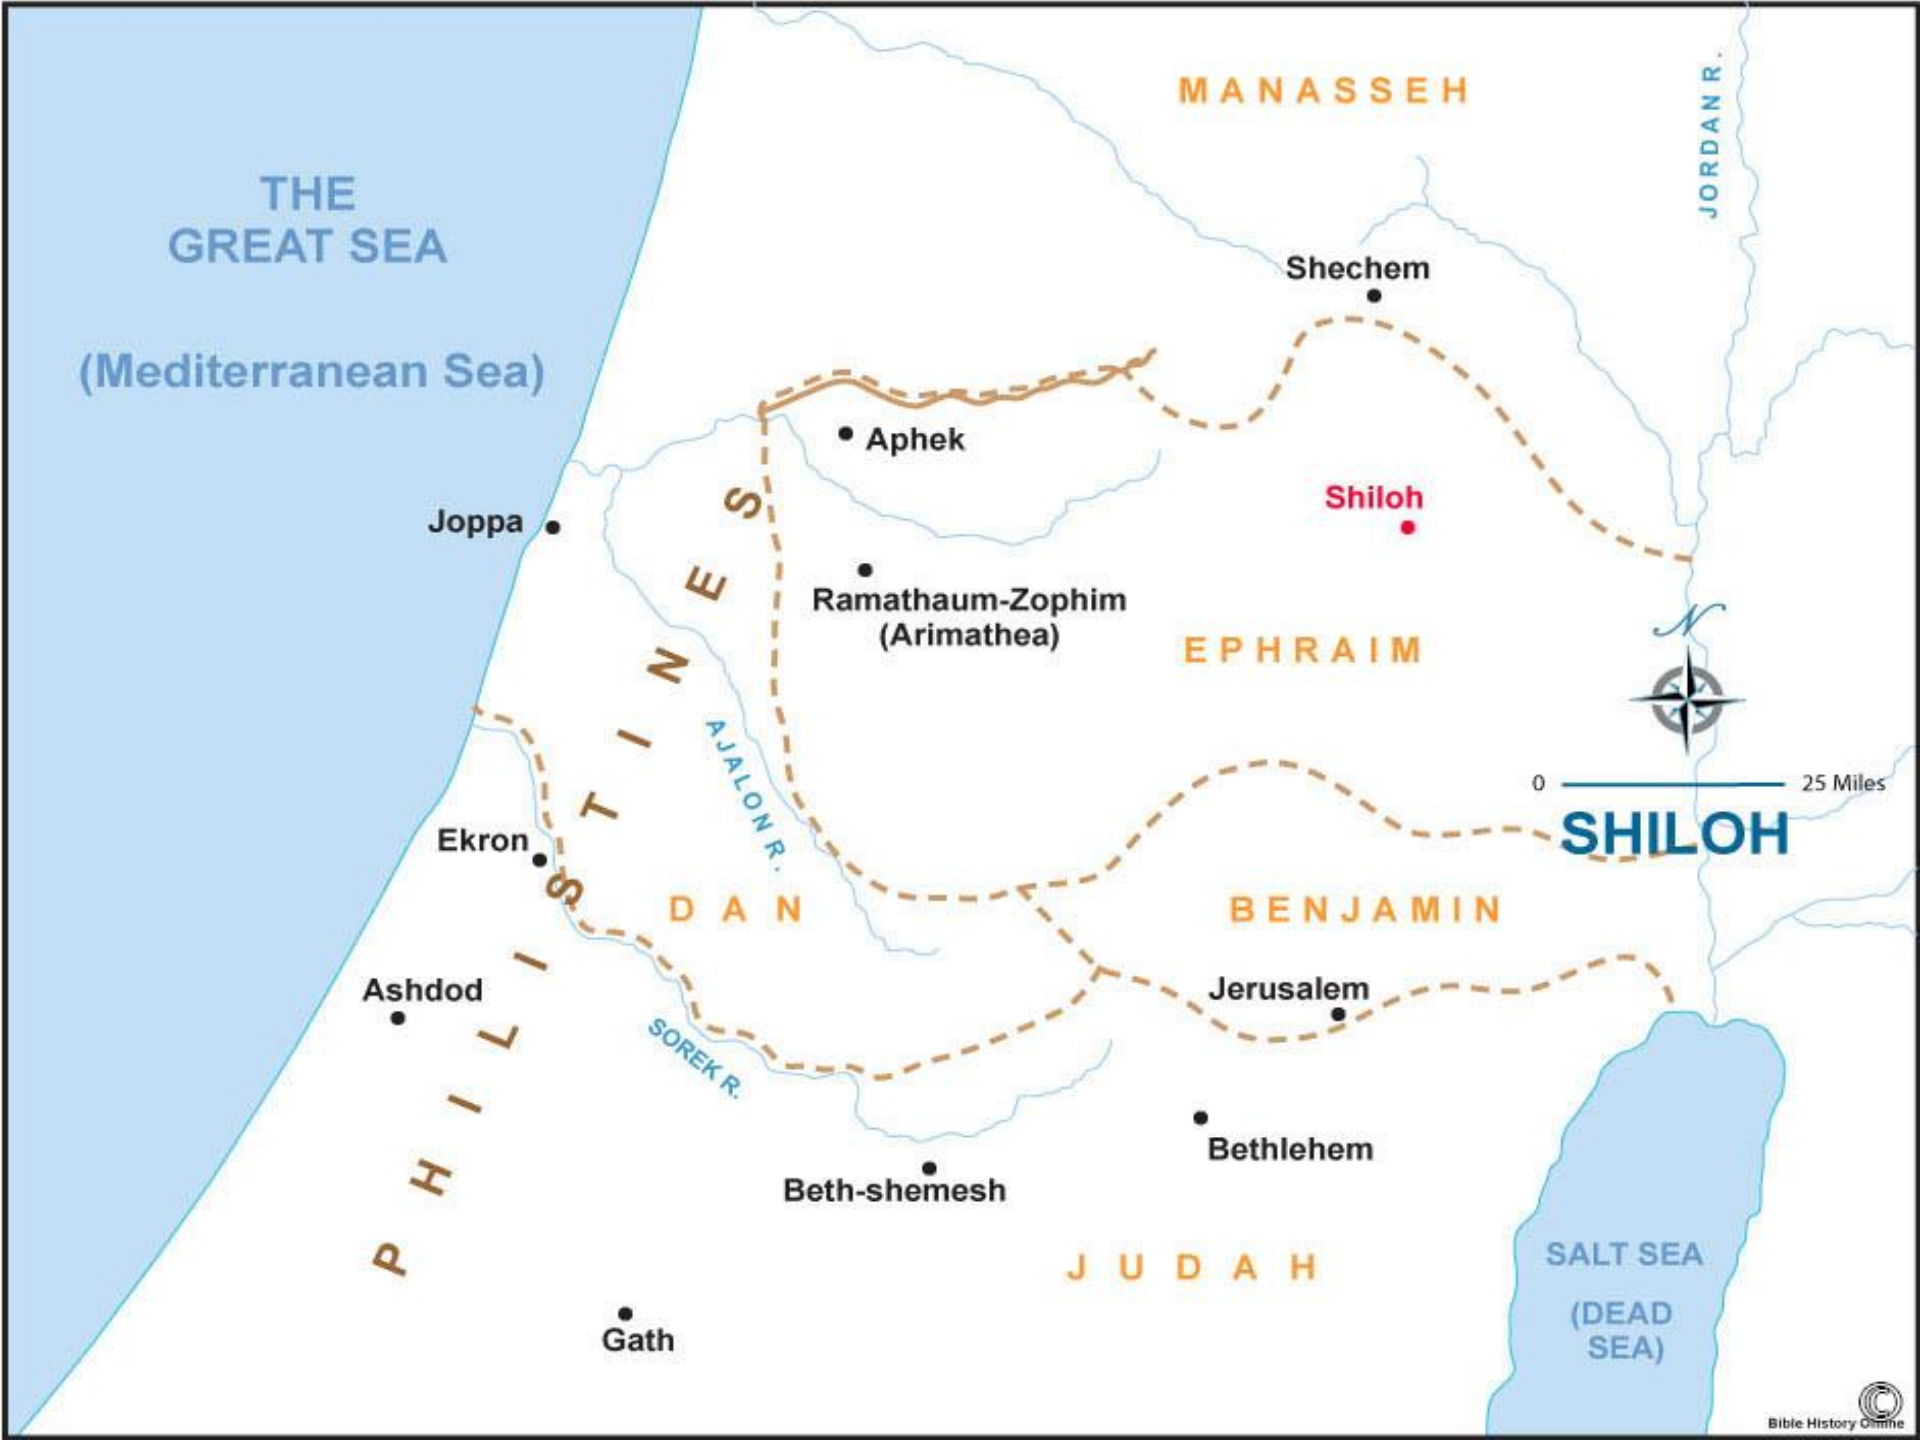 MANASSEH
JORDAN R.
THE
GREAT SEA
(Mediterranean Sea)
Shechem
Aphek
Shiloh
Joppa
Ramathaum-Zophim
(Arimathea)
EPHRAIM
N
PHILISTINES
AJALON R.
0 25 Miles
SHILOH
Ekron
DAN
BENJAMIN
Ashdod
Jerusalem
SOREK R.
Bethlehem
Beth-shemesh
JUDAH
SALT SEA
(DEAD
SEA)
Gath
©
Bible History Online